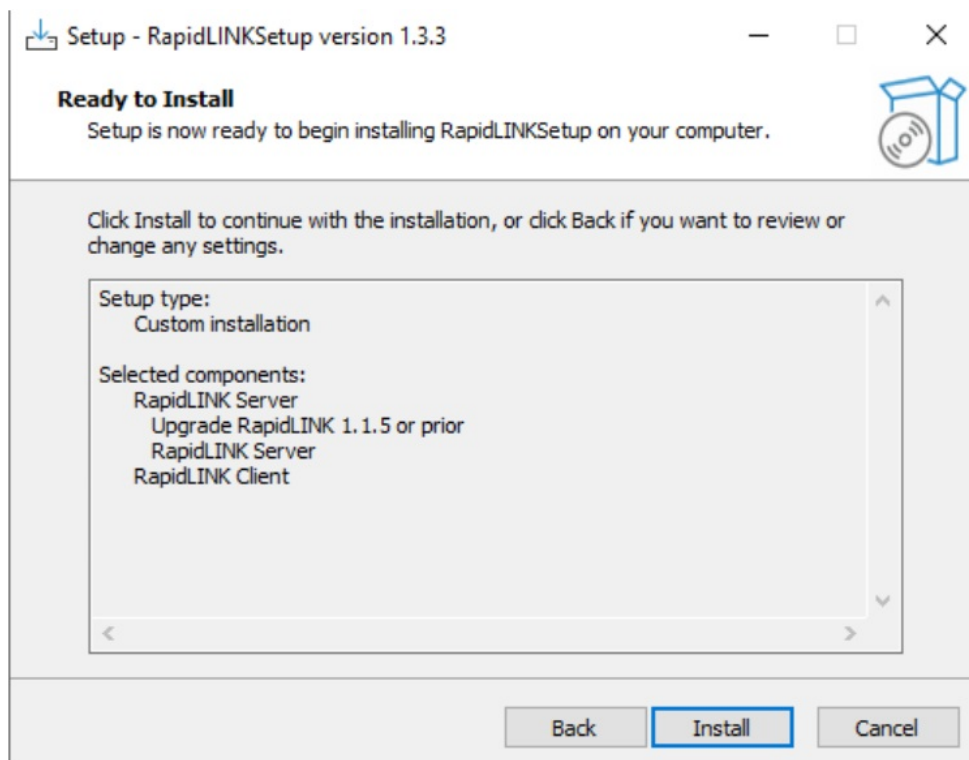 Setup - RapidLINKSetup version 1.3.3
Ready to Install
Setup is now ready to begin installing RapidLINKSetup on your computer.
Click Install to continue with the installation, or click Back if you want to review or
change any settings.
Setup type:
Custom installation
Selected components:
RapidLINK Server
Upgrade RapidLINK 1.1.5 or prior
RapidLINK Server
RapidLINK Client
Back
Install
Cancel